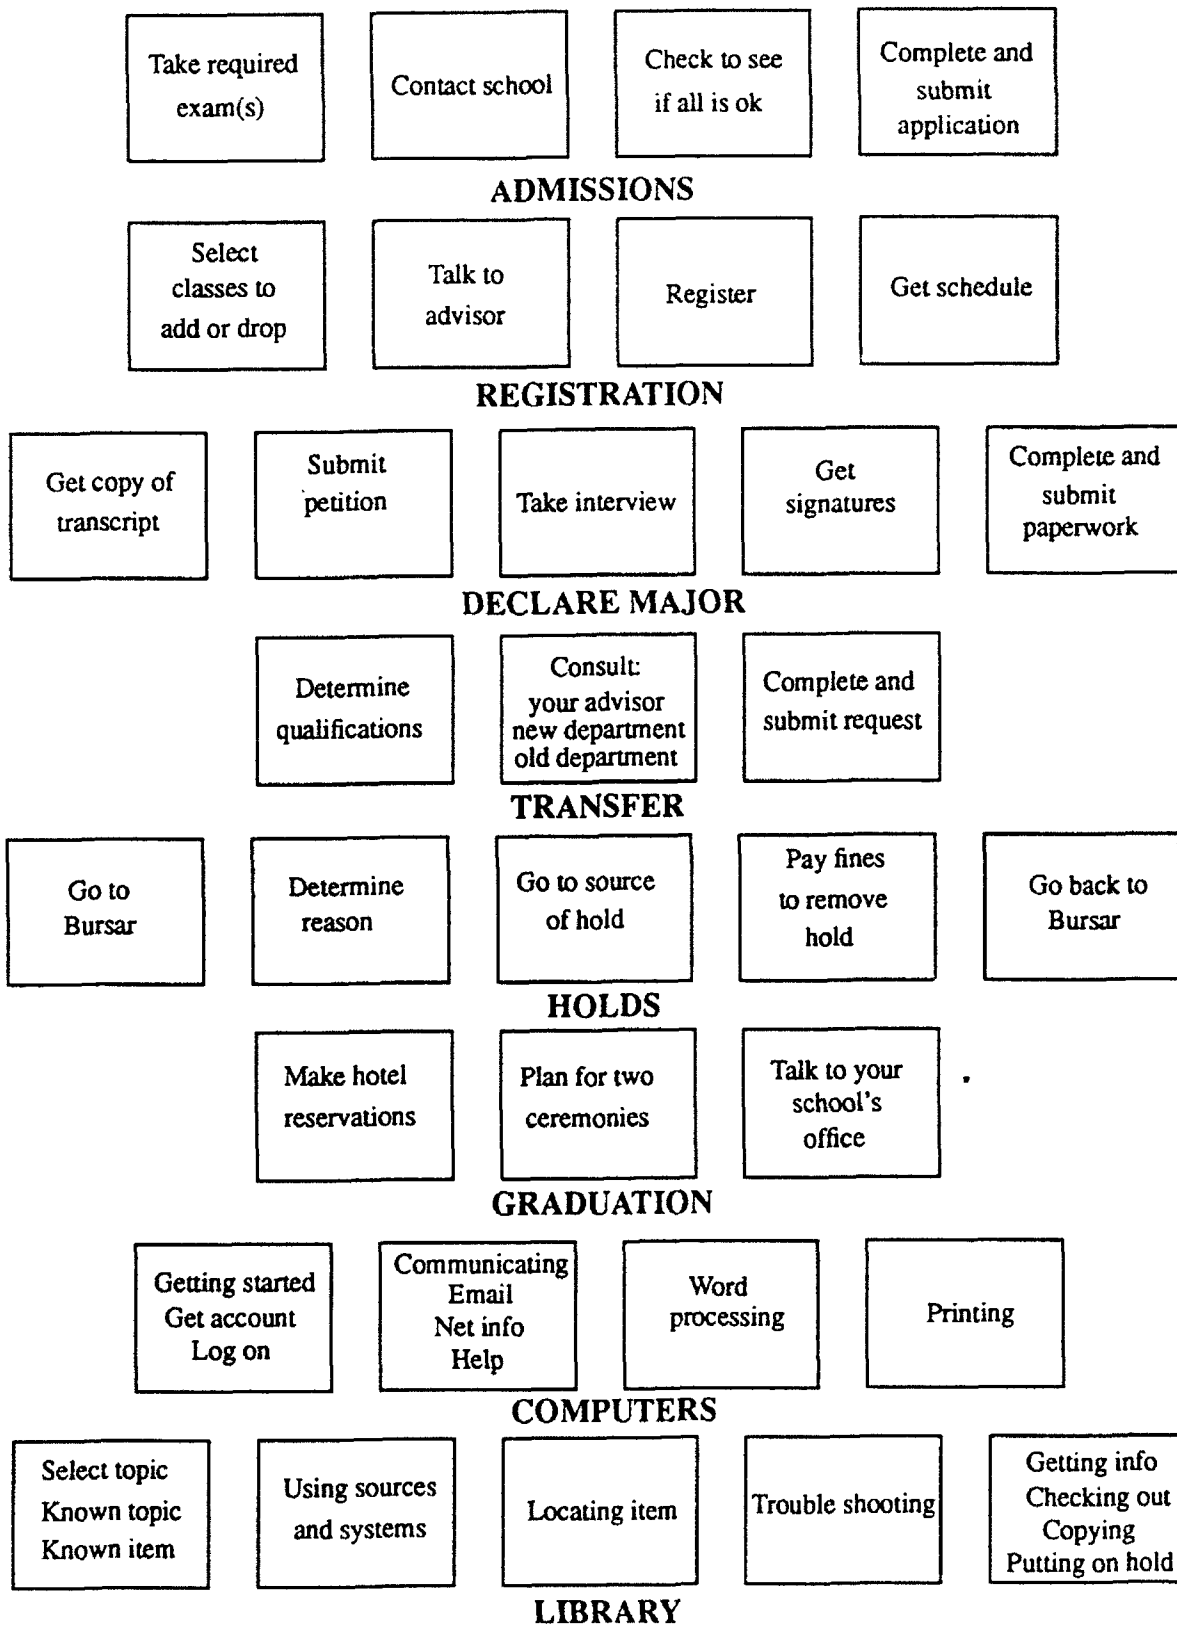 Take required
exam(s)
Contact school
Check to see
if all is ok
Complete and
submit
application
ADMISSIONS
Select
classes to
add or drop
Talk to
advisor
Register
Get schedule
REGISTRATION
Get copy of
transcript
Submit
petition
Take interview
Get
signatures
Complete and
submit
paperwork
DECLARE MAJOR
Determine
qualifications
Consult:
your advisor
new department
old department
Complete and
submit request
TRANSFER
Go to
Bursar
Determine
reason
Go to source
of hold
Pay fines
to remove
hold
Go back to
Bursar
HOLDS
Make hotel
reservations
Plan for two
ceremonies
Talk to your
school's
office
GRADUATION
Getting started
Get account
Log on
Communicating
Email
Net info
Help
Word
processing
Printing
COMPUTERS
Select topic
Known topic
Known item
Using sources
and systems
Locating item
Trouble shooting
Getting info
Checking out
Copying
Putting on hold
LIBRARY